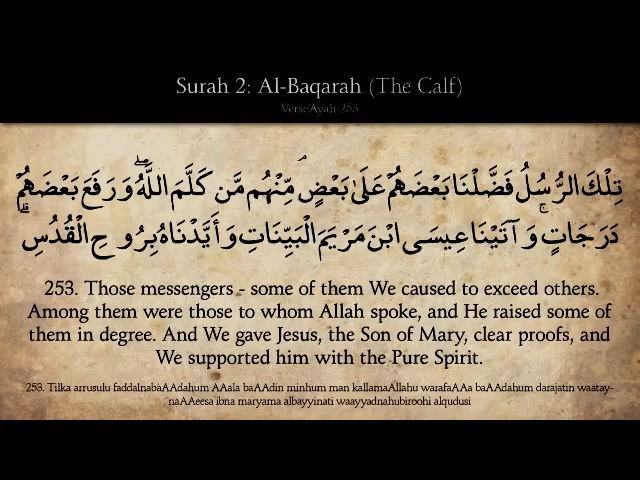 Surah 2: Al-Baqarah (The Calf)
Verse/Ayah 253
تِلْكَ الرُّسُلُ فَضَّلْنَا بَعْضَهُمْ عَلَىٰ بَعْضٍ ۘ مِّنْهُم مَّن كَلَّمَ اللَّهُ ۖ وَرَفَعَ بَعْضَهُمْ
دَرَجَاتٍ ۚ وَآتَيْنَا عِيسَى ابْنَ مَرْيَمَ الْبَيِّنَاتِ وَأَيَّدْنَاهُ بِرُوحِ الْقُدُسِ ۗ
253. Those messengers - some of them We caused to exceed others.
Among them were those to whom Allah spoke, and He raised some of
them in degree. And We gave Jesus, the Son of Mary, clear proofs, and
We supported him with the Pure Spirit.
253. Tilka arrusulu faddalnabaAAdahum AAala baAAdin minhum man kallamaAllahu warafaAAa baAAdahum darajatin waatay-
naAAeesa ibna maryama albayyinati waayyadnahubiroohi alqudusi